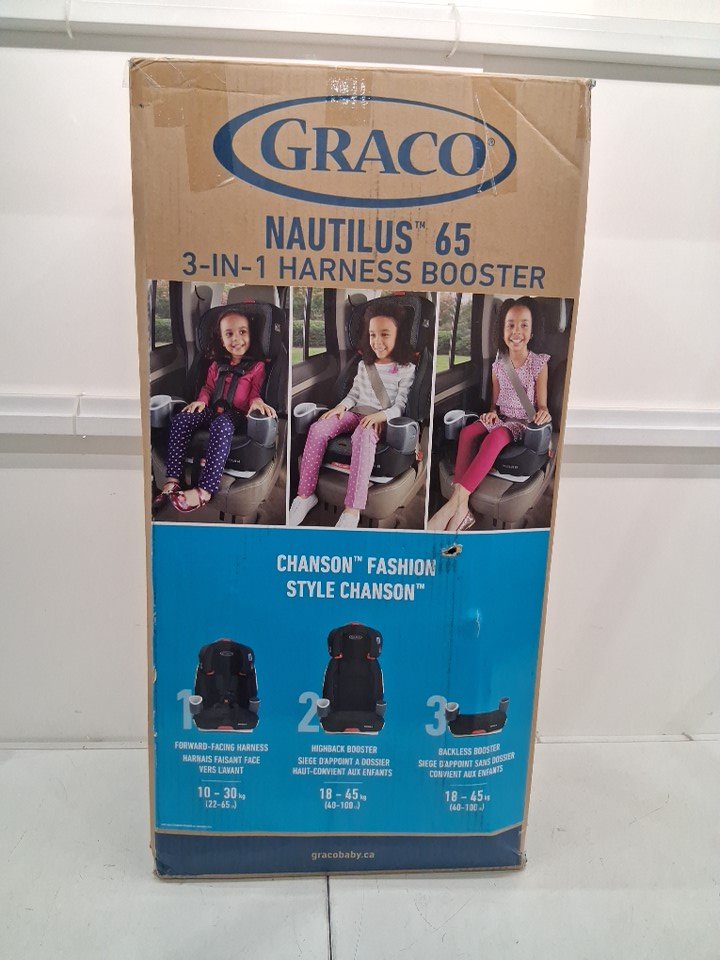 GRACO®
NAUTILUS™ 65
3-IN-1 HARNESS BOOSTER
CHANSON™ FASHION
STYLE CHANSON™
1
FORWARD-FACING HARNESS
HARNAIS FAISANT FACE
VERS L'AVANT
10 - 30 kg
(22-65 lb)
2
HIGHBACK BOOSTER
SIEGE D'APPOINT A DOSSIER
HAUT-CONVIENT AUX ENFANTS
18 - 45 kg
(40-100 lb)
3
BACKLESS BOOSTER
SIEGE D'APPOINT SANS DOSSIER
CONVIENT AUX ENFANTS
18 - 45 kg
(40-100 lb)
gracobaby.ca